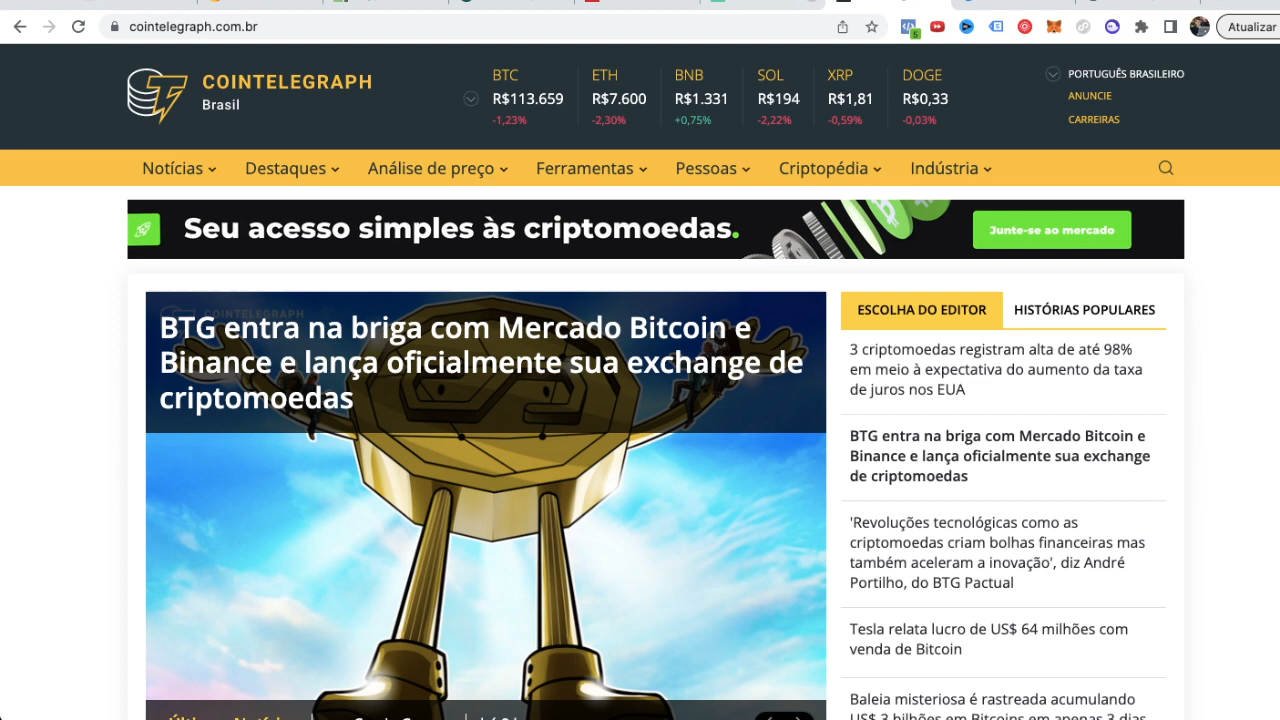 cointelegraph.com.br
5
Atualizar
COINTELEGRAPH
Brasil
BTC ETH BNB SOL XRP DOGE
R$113.659 R$7.600 R$1.331 R$194 R$1,81 R$0,33
-1,23% -2,30% +0,75% -2,22% -0,59% -0,03%
PORTUGUÊS BRASILEIRO
ANUNCIE
CARREIRAS
Notícias Destaques Análise de preço Ferramentas Pessoas Criptopédia Indústria
Seu acesso simples às criptomoedas.
Junte-se ao mercado
COINTELEGRAPH
BTG entra na briga com Mercado Bitcoin e
Binance e lança oficialmente sua exchange de
criptomoedas
ESCOLHA DO EDITOR HISTÓRIAS POPULARES
3 criptomoedas registram alta de até 98%
em meio à expectativa do aumento da taxa
de juros nos EUA
BTG entra na briga com Mercado Bitcoin e
Binance e lança oficialmente sua exchange
de criptomoedas
'Revoluções tecnológicas como as
criptomoedas criam bolhas financeiras mas
também aceleram a inovação', diz André
Portilho, do BTG Pactual
Tesla relata lucro de US$ 64 milhões com
venda de Bitcoin
Baleia misteriosa é rastreada acumulando
US$ 3 bilhões em Bitcoins em apenas 3 dias